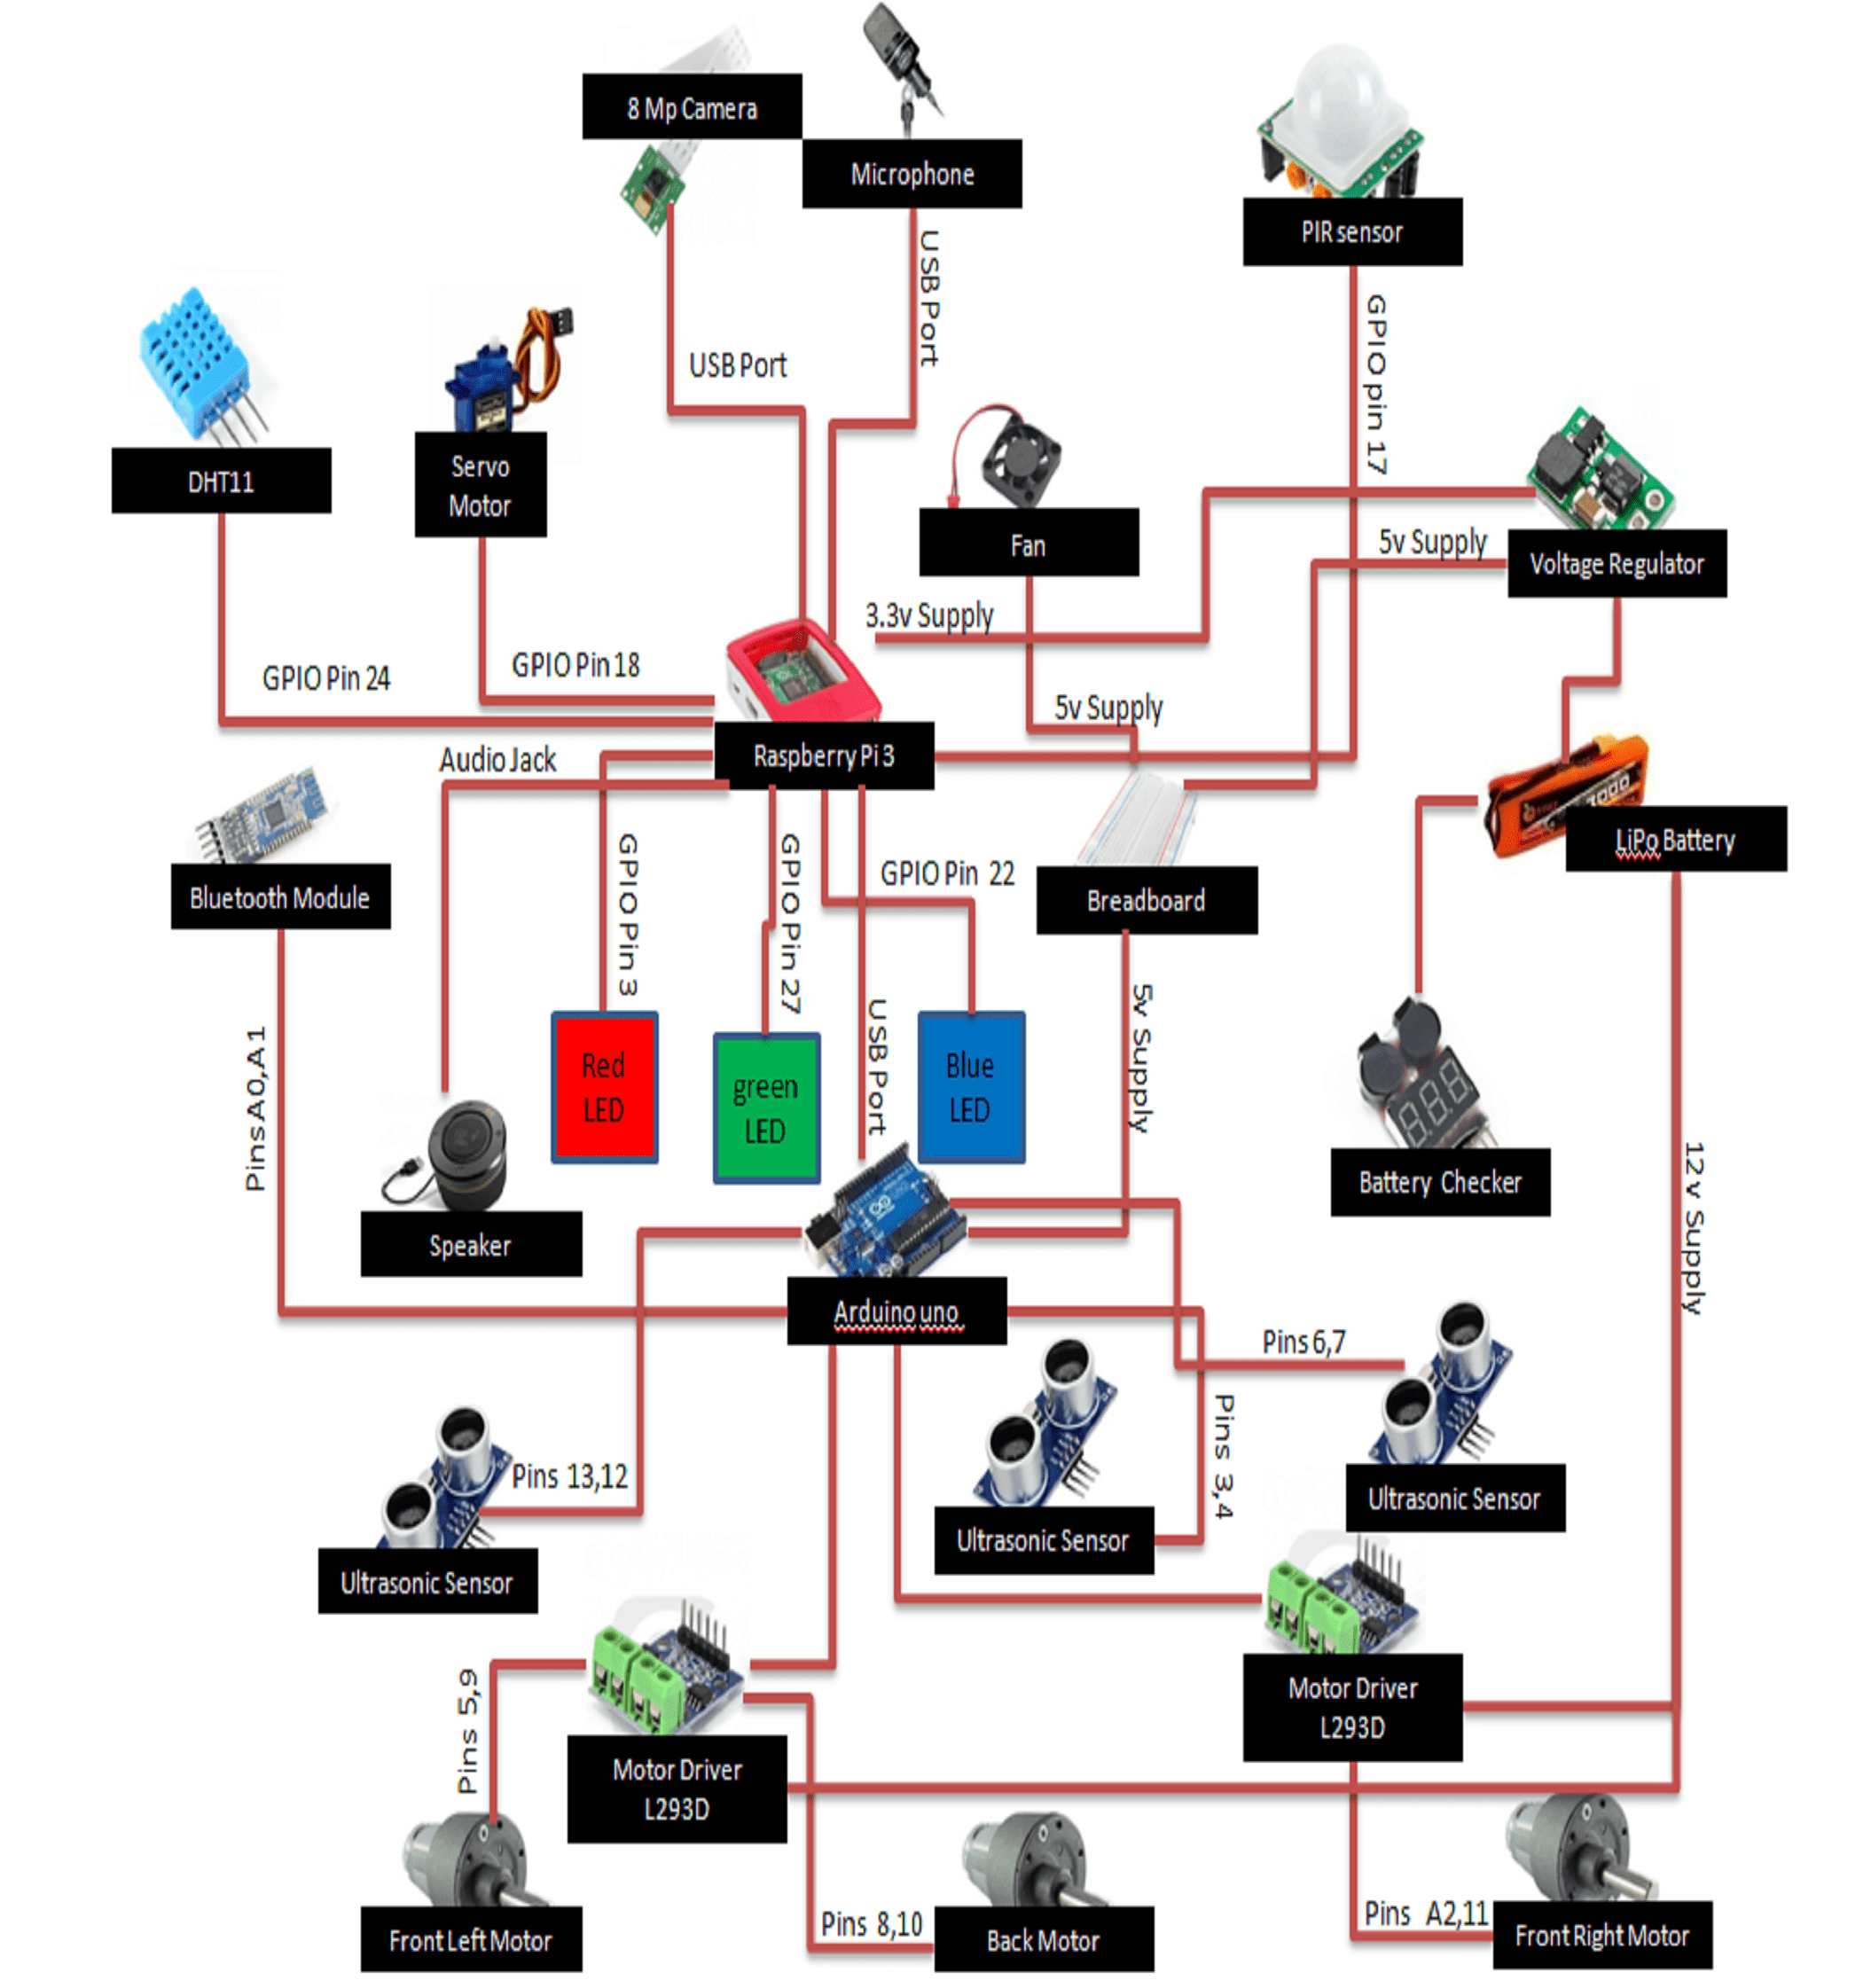 8 Mp Camera
Microphone
PIR sensor
USB Port
GPIO pin 17
USB Port
DHT11
Servo
Motor
Fan
5v Supply
Voltage Regulator
3.3v Supply
GPIO Pin 24
GPIO Pin 18
5v Supply
Audio Jack
Raspberry Pi 3
LiPo Battery
Bluetooth Module
GPIO Pin 3
GPIO Pin 27
GPIO Pin 22
Breadboard
Pins A0,A1
Red
LED
green
LED
USB Port
Blue
LED
5v Supply
888
Battery Checker
Speaker
12v Supply
Arduino uno
Pins 6,7
Pins 3,4
Pins 13,12
Ultrasonic Sensor
Ultrasonic Sensor
Ultrasonic Sensor
Pins 5,9
Motor Driver
L293D
Motor Driver
L293D
Front Left Motor
Pins 8,10
Back Motor
Pins A2,11
Front Right Motor